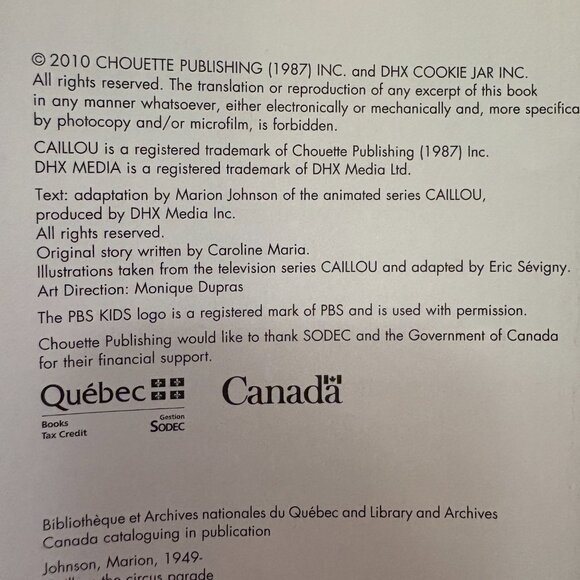 © 2010 CHOUETTE PUBLISHING (1987) INC. and DHX COOKIE JAR INC.
All rights reserved. The translation or reproduction of any excerpt of this book
in any manner whatsoever, either electronically or mechanically and, more specifica
by photocopy and/or microfilm, is forbidden.
CAILLOU is a registered trademark of Chouette Publishing (1987) Inc.
DHX MEDIA is a registered trademark of DHX Media Ltd.
Text: adaptation by Marion Johnson of the animated series CAILLOU,
produced by DHX Media Inc.
All rights reserved.
Original story written by Caroline Maria.
Illustrations taken from the television series CAILLOU and adapted by Eric Sévigny.
Art Direction: Monique Dupras
The PBS KIDS logo is a registered mark of PBS and is used with permission.
Chouette Publishing would like to thank SODEC and the Government of Canada
for their financial support.
Québec Canada
Books Gestion
Tax Credit SODEC
Bibliothèque et Archives nationales du Québec and Library and Archives
Canada cataloguing in publication
Johnson, Marion, 1949-
the circus parade